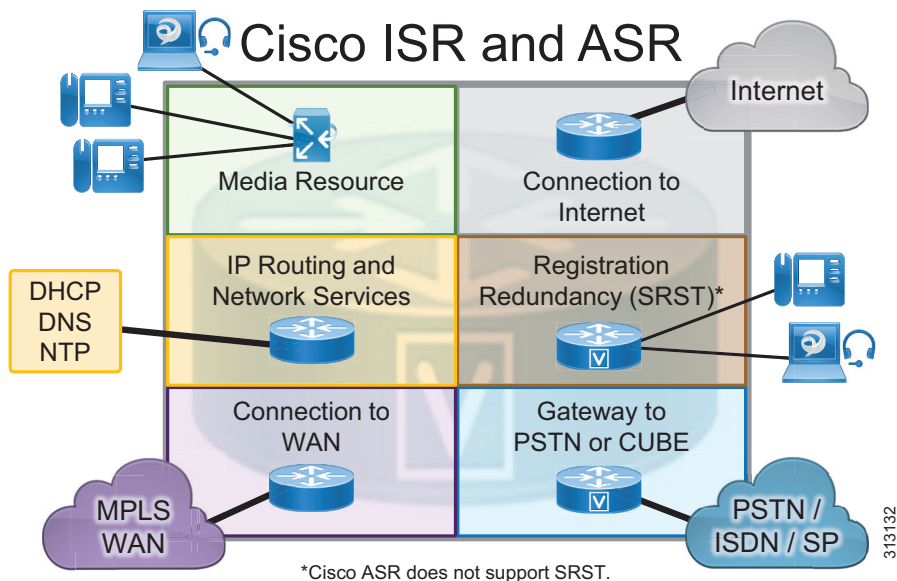 Cisco ISR and ASR
Internet
Media Resource
Connection to
Internet
IP Routing and
Network Services
Registration
Redundancy (SRST)*
DHCP
DNS
NTP
V
Connection to
WAN
Gateway to
PSTN or CUBE
V
V
MPLS
WAN
PSTN /
ISDN / SP
313132
*Cisco ASR does not support SRST.